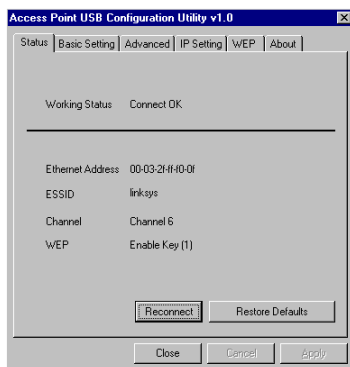 Access Point USB Configuration Utility v1.0
Status Basic Setting Advanced IP Setting WEP About
Working Status Connect OK
Ethernet Address 00-03-2f-ff-f0-0f
ESSID linksys
Channel Channel 6
WEP Enable Key (1)
Reconnect Restore Defaults
Close Cancel Apply